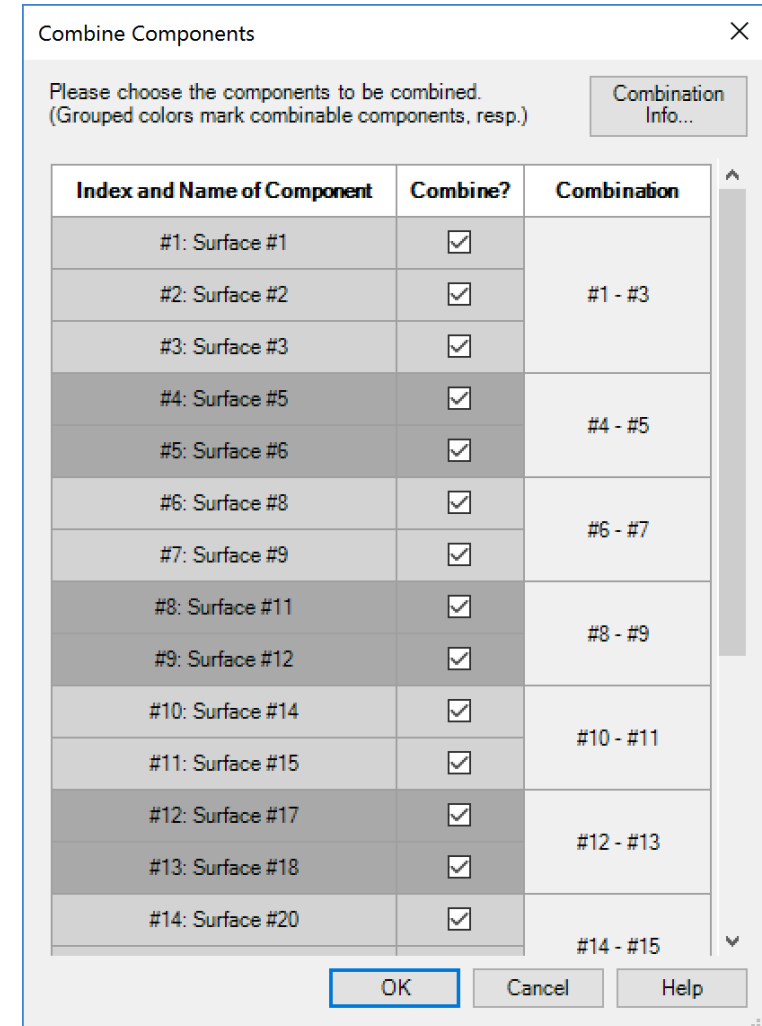 Combine Components
Please choose the components to be combined.
(Grouped colors mark combinable components, resp.)
Combination
Info...
Index and Name of Component Combine? Combination
#1: Surface #1
#2: Surface #2 #1 - #3
#3: Surface #3
#4: Surface #5
#4 - #5
#5: Surface #6
#6: Surface #8
#6 - #7
#7: Surface #9
#8: Surface #11
#8 - #9
#9: Surface #12
#10: Surface #14
#10 - #11
#11: Surface #15
#12: Surface #17
#12 - #13
#13: Surface #18
#14: Surface #20
#14 - #15
OK Cancel Help